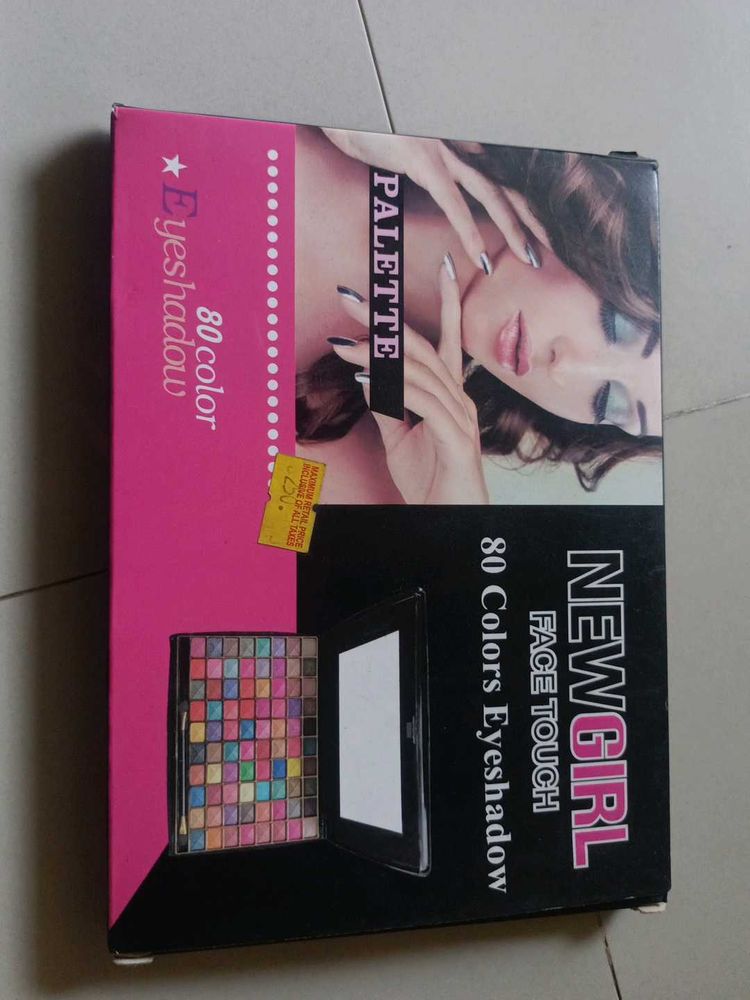 NEWGIRL
FACE TOUCH
80 Colors Eyeshadow
PALETTE
80 color
Eyeshadow
MAXIMUM RETAIL PRICE
INCLUSIVE OF ALL TAXES